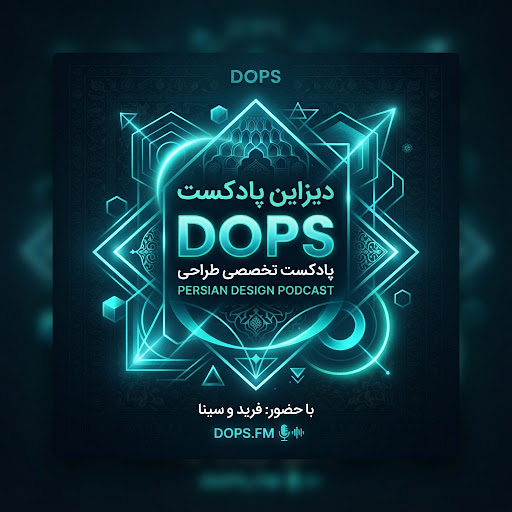 DOPS
دیزاین پادکست
DOPS
پادکست تخصصی طراحی
PERSIAN DESIGN PODCAST
با حضور: فرید و سینا
DOPS.FM